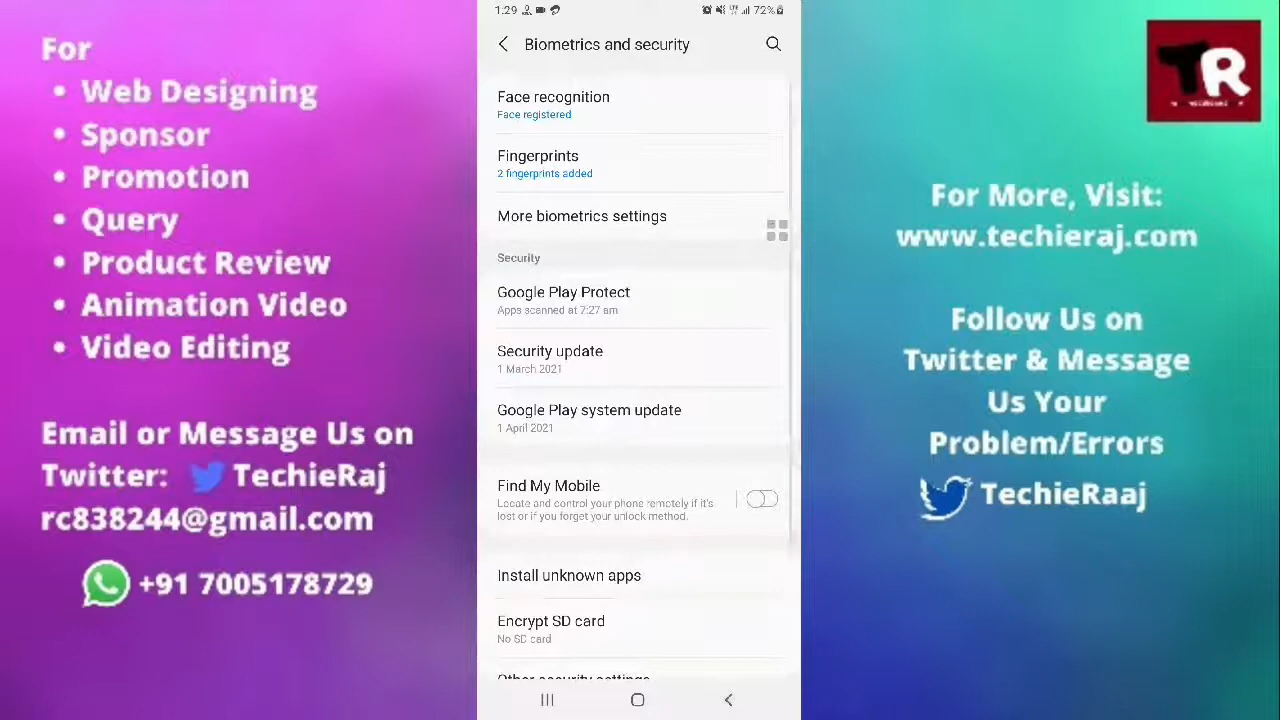 For
• Web Designing
• Sponsor
• Promotion
• Query
• Product Review
• Animation Video
• Video Editing
Email or Message Us on
Twitter: TechieRaj
rc838244@gmail.com
+91 7005178729
1:29
72%
Biometrics and security
Face recognition
Face registered
Fingerprints
2 fingerprints added
More biometrics settings
Security
Google Play Protect
Apps scanned at 7:27 am
Security update
1 March 2021
Google Play system update
1 April 2021
Find My Mobile
Locate and control your phone remotely if it's
lost or if you forget your unlock method.
Install unknown apps
Encrypt SD card
No SD card
Other security settings
TR
For More, Visit:
www.techieraj.com
Follow Us on
Twitter & Message
Us Your
Problem/Errors
TechieRaaj